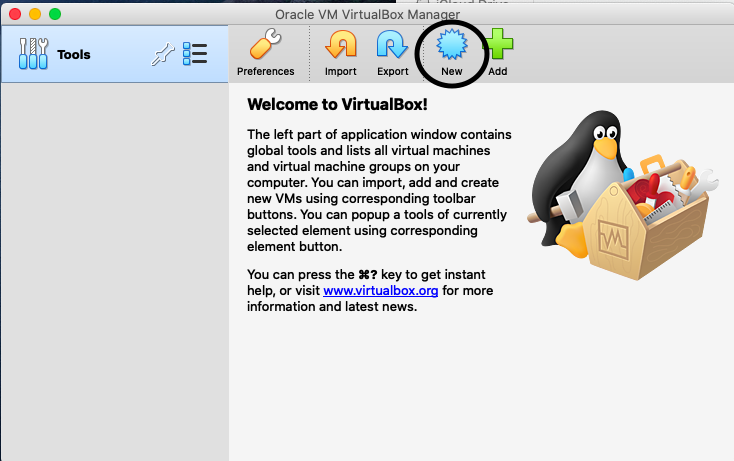 iCloud Drive
Oracle VM VirtualBox Manager
Tools
Preferences
Import
Export
New
Add
Welcome to VirtualBox!
The left part of application window contains
global tools and lists all virtual machines
and virtual machine groups on your
computer. You can import, add and create
new VMs using corresponding toolbar
buttons. You can popup a tools of currently
selected element using corresponding
element button.
You can press the ⌘? key to get instant
help, or visit www.virtualbox.org for more
information and latest news.